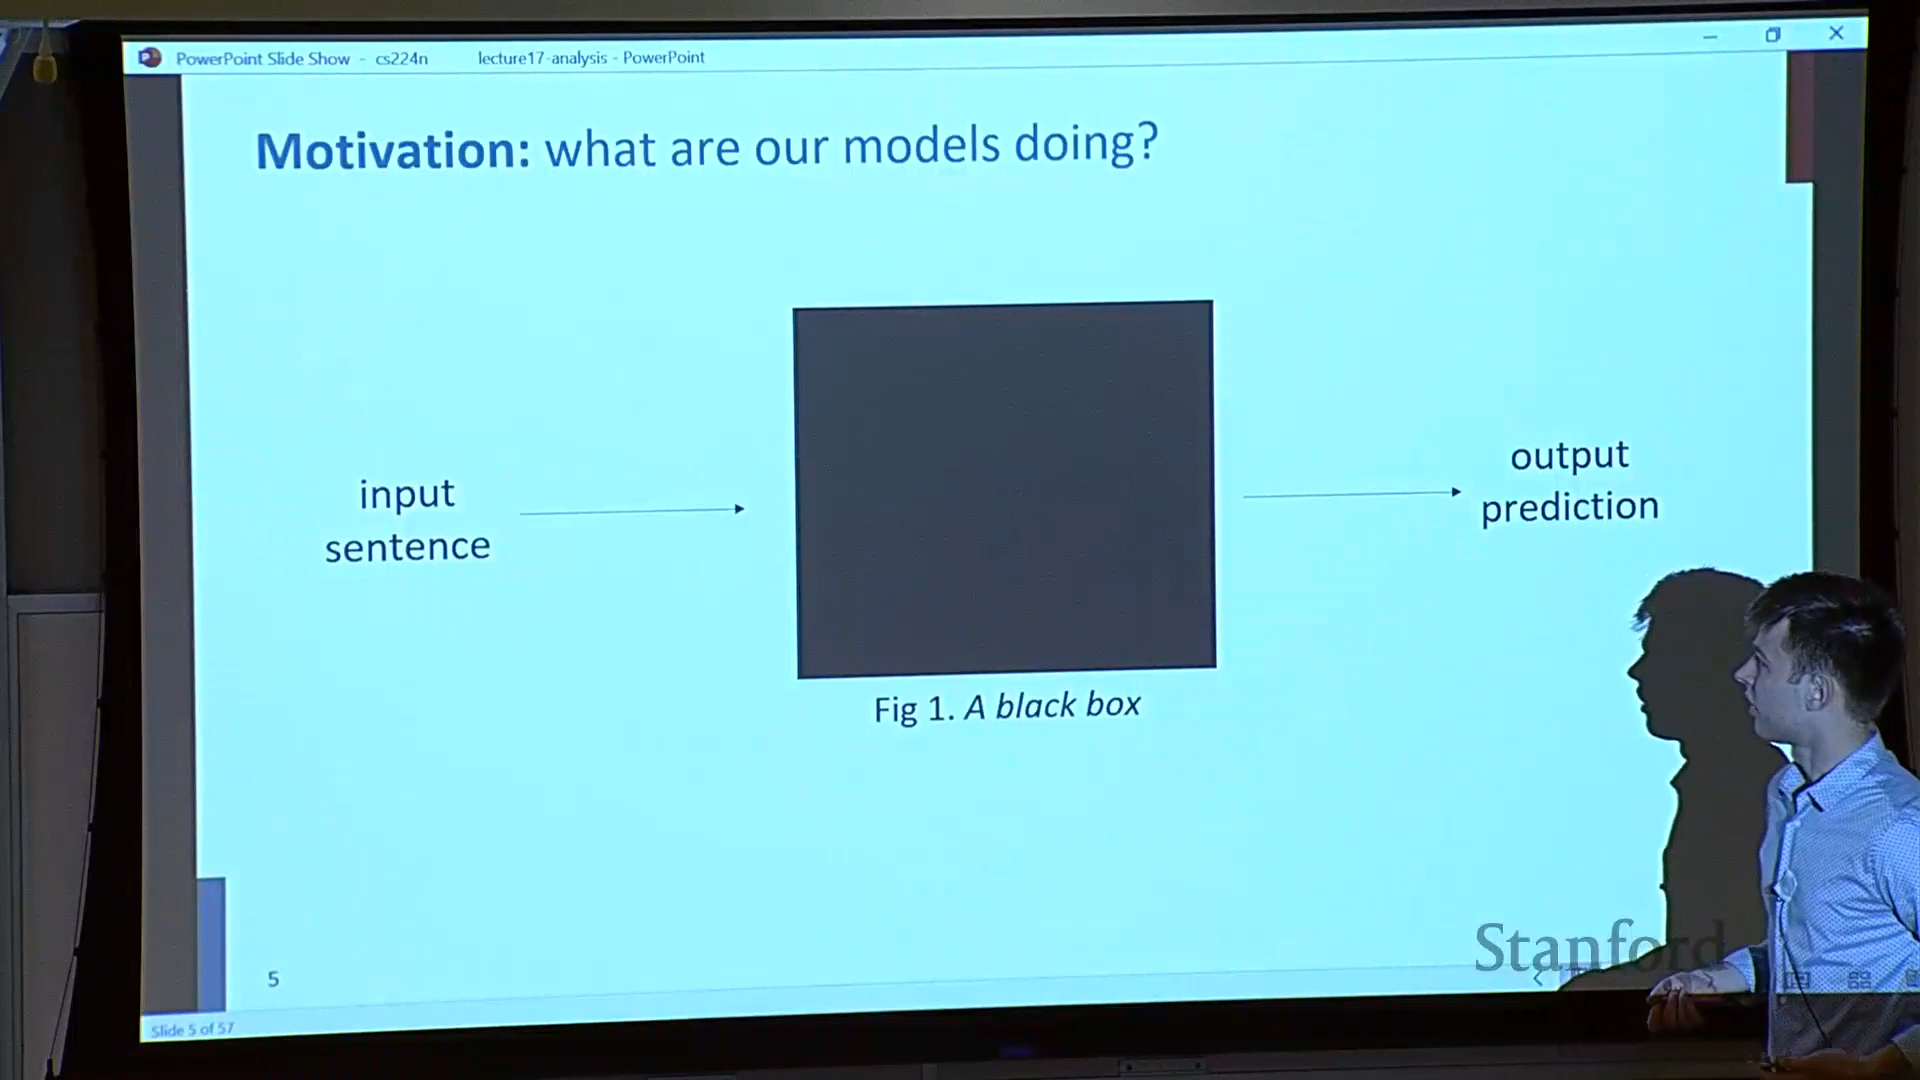 PowerPoint Slide Show - cs224n lecture17-analysis - PowerPoint
Motivation: what are our models doing?
input
sentence
output
prediction
Fig 1. A black box
Stanford
5
Slide 5 of 57